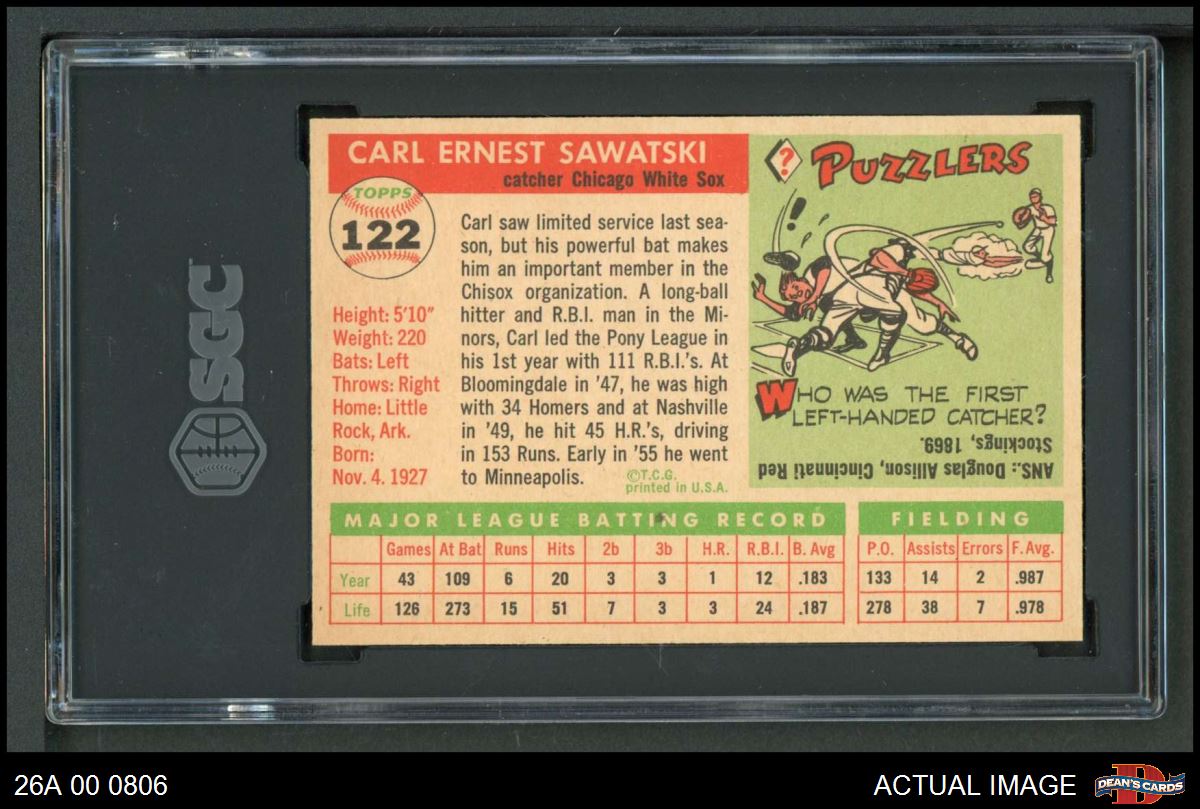 SGC
CARL ERNEST SAWATSKI
catcher Chicago White Sox
TOPPS
122
Carl saw limited service last sea-
son, but his powerful bat makes
him an important member in the
Chisox organization. A long-ball
hitter and R.B.I. man in the Mi-
nors, Carl led the Pony League in
his 1st year with 111 R.B.I.'s. At
Bloomingdale in '47, he was high
with 34 Homers and at Nashville
in '49, he hit 45 H.R.'s, driving
in 153 Runs. Early in '55 he went
to Minneapolis.
©T.C.G.
printed in U.S.A.
Height: 5'10"
Weight: 220
Bats: Left
Throws: Right
Home: Little
Rock, Ark.
Born:
Nov. 4. 1927
? PUZZLERS
!
WHO WAS THE FIRST
LEFT-HANDED CATCHER?
ANS.: Douglas Allison, Cincinnati Red
Stockings, 1869.
MAJOR LEAGUE BATTING RECORD
Games At Bat Runs Hits 2b 3b H.R. R.B.I. B. Avg
Year 43 109 6 20 3 3 1 12 .183
Life 126 273 15 51 7 3 3 24 .187
FIELDING
P.O. Assists Errors F. Avg.
133 14 2 .987
278 38 7 .978
26A 00 0806
ACTUAL IMAGE
D
DEAN'S CARDS